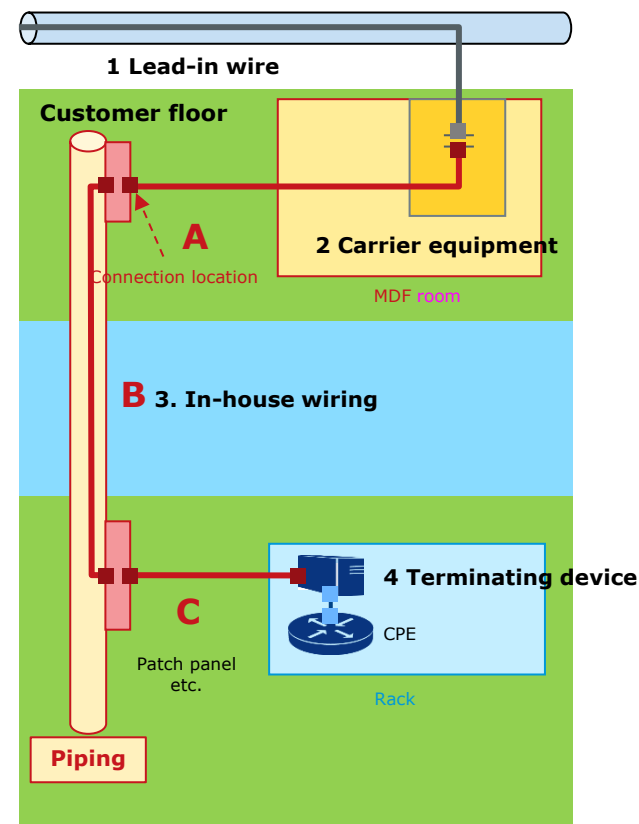 1 Lead-in wire
Customer floor
2 Carrier equipment
A
Connection location
MDF room
B 3. In-house wiring
4 Terminating device
C
CPE
Patch panel
etc.
Rack
Piping